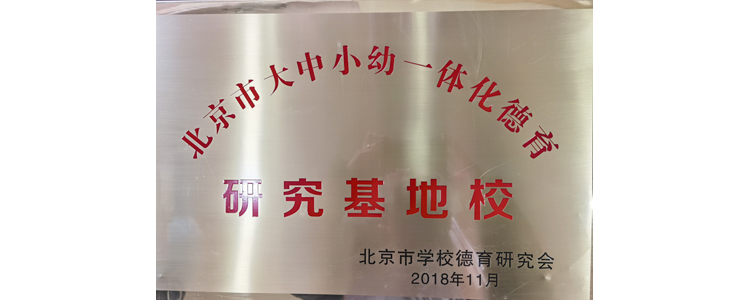 北京市大中小幼一体化德育
研究基地校
北京市学校德育研究会
2018年11月